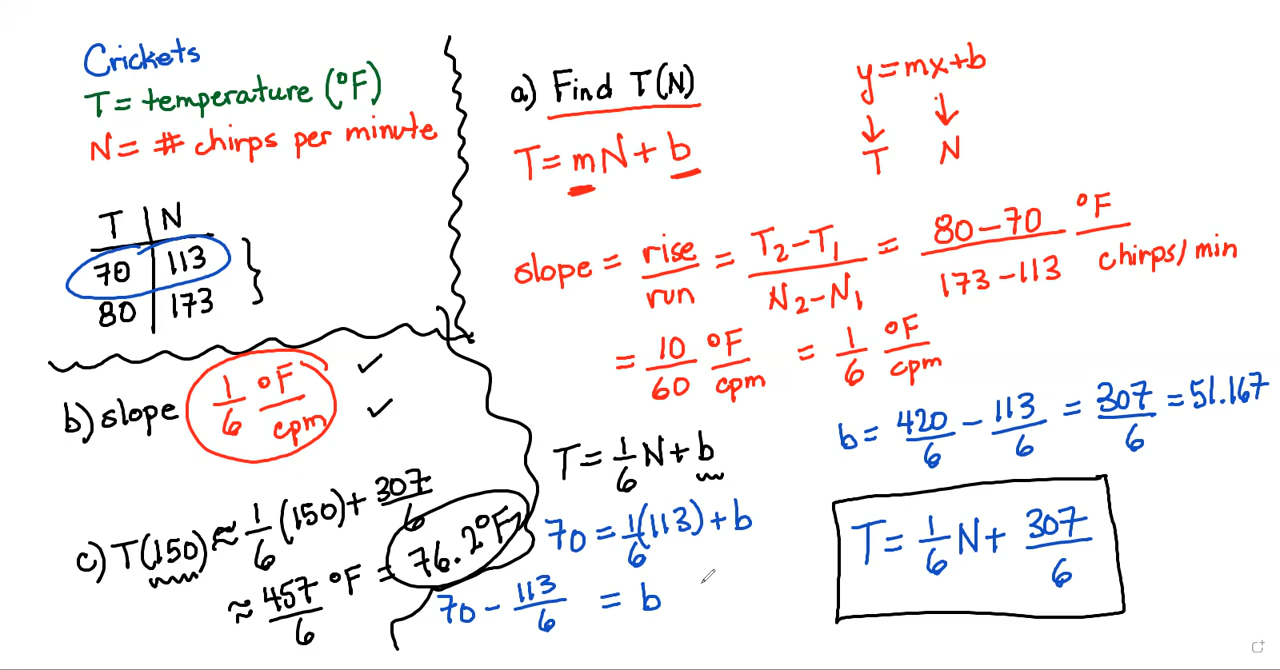 Crickets
T = temperature (°F)
N = # chirps per minute
T | N
70 | 113
80 | 173
a) Find T(N)
y = mx + b
T N
T = mN + b
slope = rise/run = (T₂ − T₁)/(N₂ − N₁) = (80 − 70)/(173 − 113) °F/(chirps/min)
= 10/60 °F/cpm = 1/6 °F/cpm
T = 1/6 N + b
70 = 1/6 (113) + b
70 − 113/6 = b
b = 420/6 − 113/6 = 307/6 = 51.167
T = 1/6 N + 307/6
b) slope 1/6 °F/cpm ✓ ✓
c) T(150) ≈ 1/6 (150) + 307/6
≈ 457/6 °F = 76.2°F